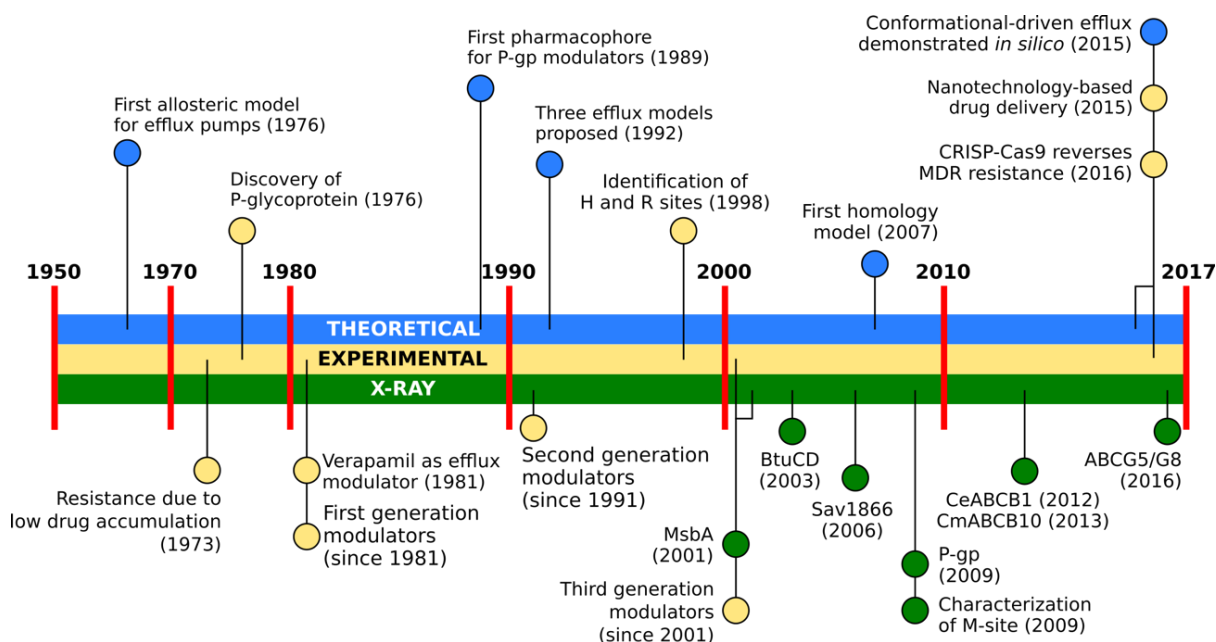 Conformational-driven efflux
demonstrated in silico (2015)
First pharmacophore
for P-gp modulators (1989)
Nanotechnology-based
drug delivery (2015)
First allosteric model
for efflux pumps (1976)
Three efflux models
proposed (1992)
CRISP-Cas9 reverses
MDR resistance (2016)
Discovery of
P-glycoprotein (1976)
Identification of
H and R sites (1998)
First homology
model (2007)
1950 1970 1980 1990 2000 2010 2017
THEORETICAL
EXPERIMENTAL
X-RAY
Resistance due to
low drug accumulation
(1973)
Verapamil as efflux
modulator (1981)
First generation
modulators
(since 1981)
Second generation
modulators
(since 1991)
MsbA
(2001)
Third generation
modulators
(since 2001)
BtuCD
(2003)
Sav1866
(2006)
P-gp
(2009)
Characterization
of M-site (2009)
CeABCB1 (2012)
CmABCB10 (2013)
ABCG5/G8
(2016)